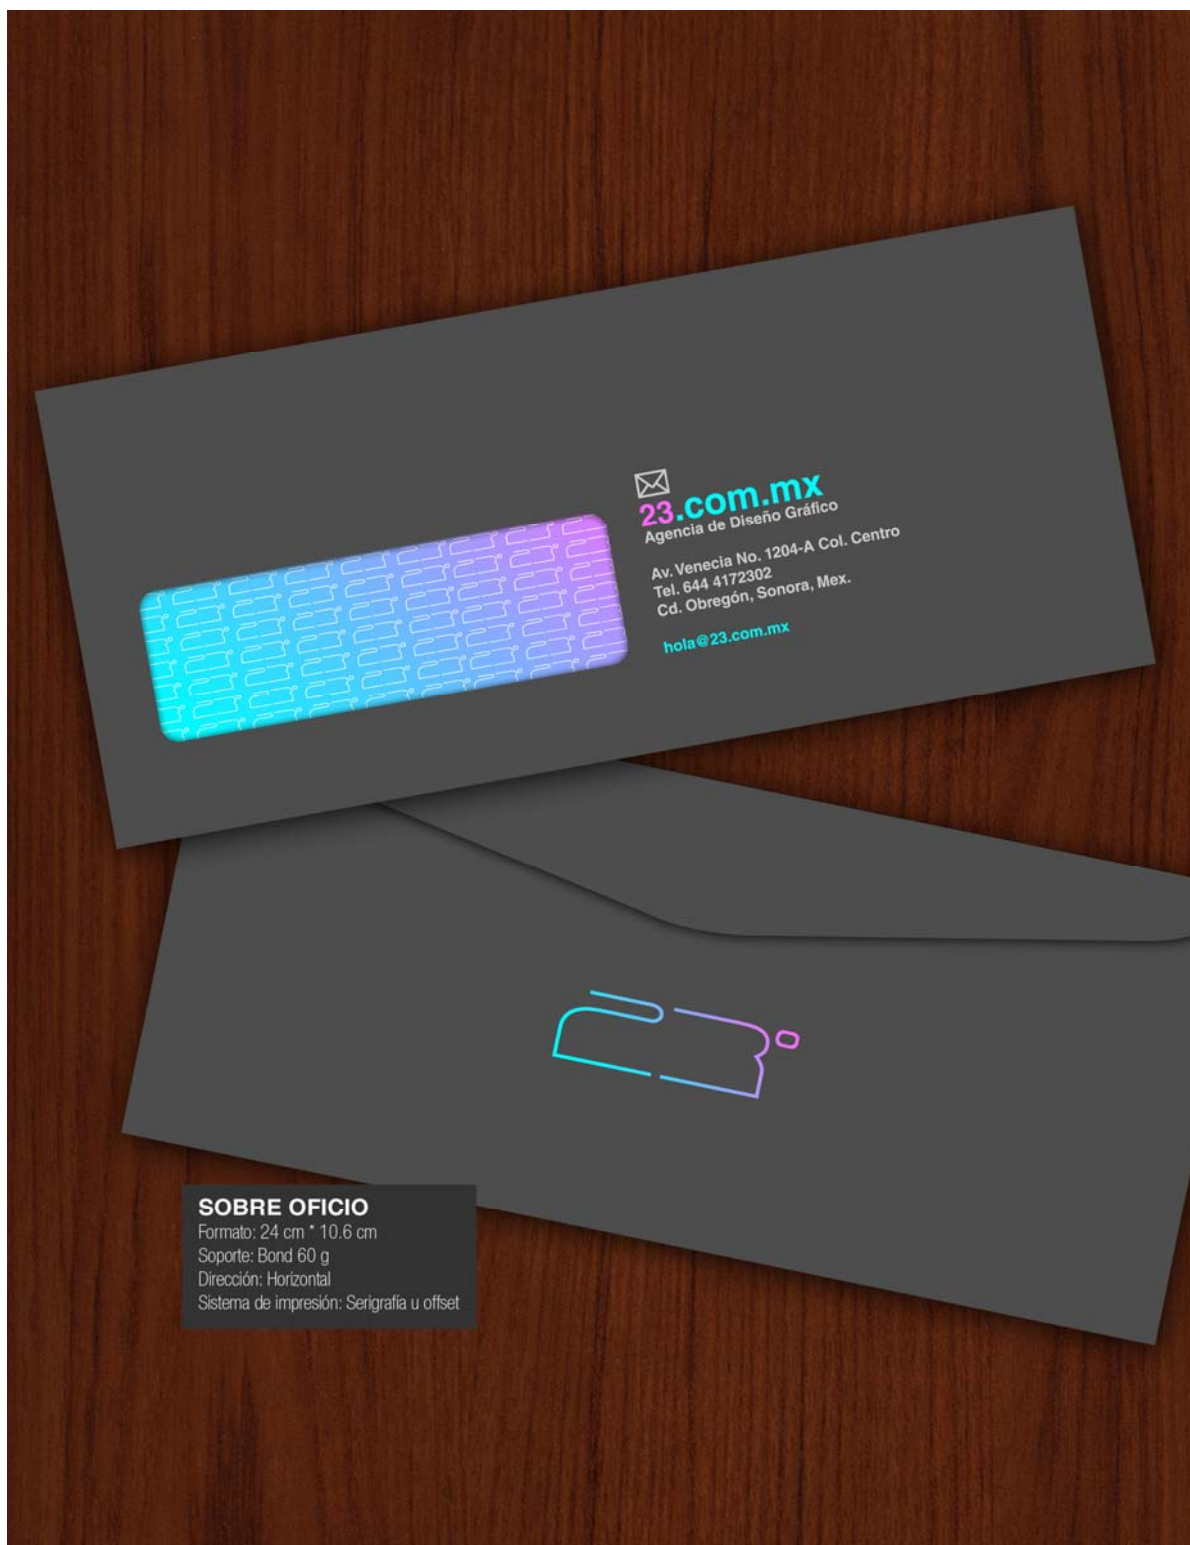 23.com.mx
Agencia de Diseño Gráfico
Av. Venecia No. 1204-A Col. Centro
Tel. 644 4172302
Cd. Obregón, Sonora, Mex.
hola@23.com.mx
SOBRE OFICIO
Formato: 24 cm * 10.6 cm
Soporte: Bond 60 g
Dirección: Horizontal
Sistema de impresión: Serigrafía u offset